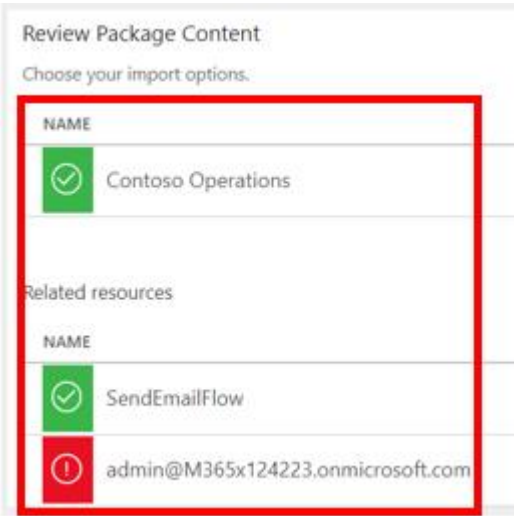 Review Package Content
Choose your import options.
NAME
Contoso Operations
Related resources
NAME
SendEmailFlow
admin@M365x124223.onmicrosoft.com